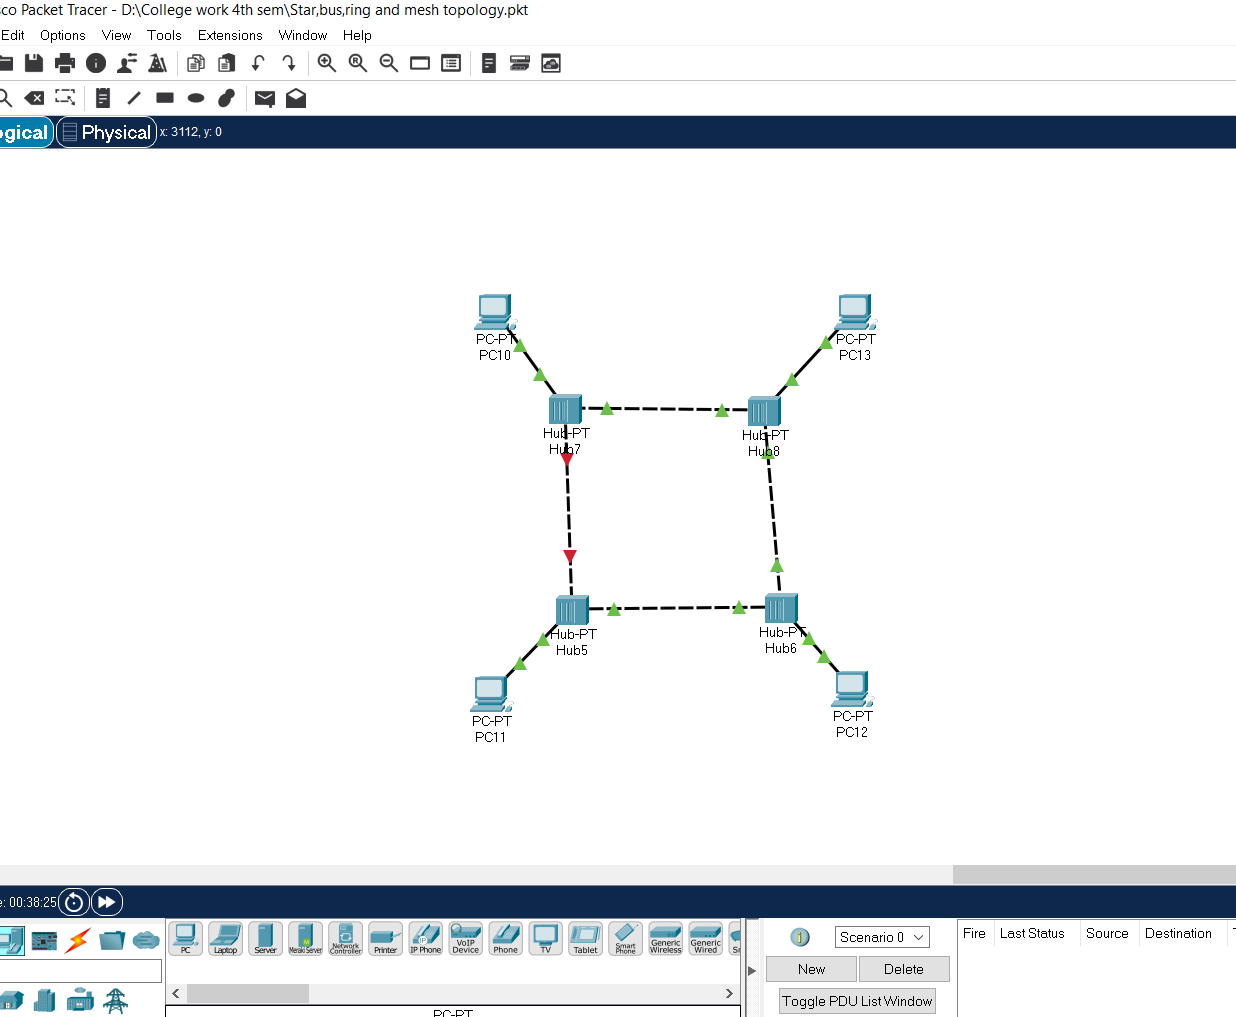 sco Packet Tracer - D:\College work 4th sem\Star,bus,ring and mesh topology.pkt
Edit Options View Tools Extensions Window Help
ogical Physical x: 3112, y: 0
PC-PT
PC10
PC-PT
PC13
Hub-PT
Hub7
Hub-PT
Hub8
Hub-PT
Hub5
Hub-PT
Hub6
PC-PT
PC11
PC-PT
PC12
e: 00:38:25
PC Laptop Server Meraki Server Network Controller Printer IP Phone VoIP Device Phone TV Tablet Smart Phone Generic Wireless Generic Wired
PC-PT
Scenario 0
New Delete
Toggle PDU List Window
Fire Last Status Source Destination